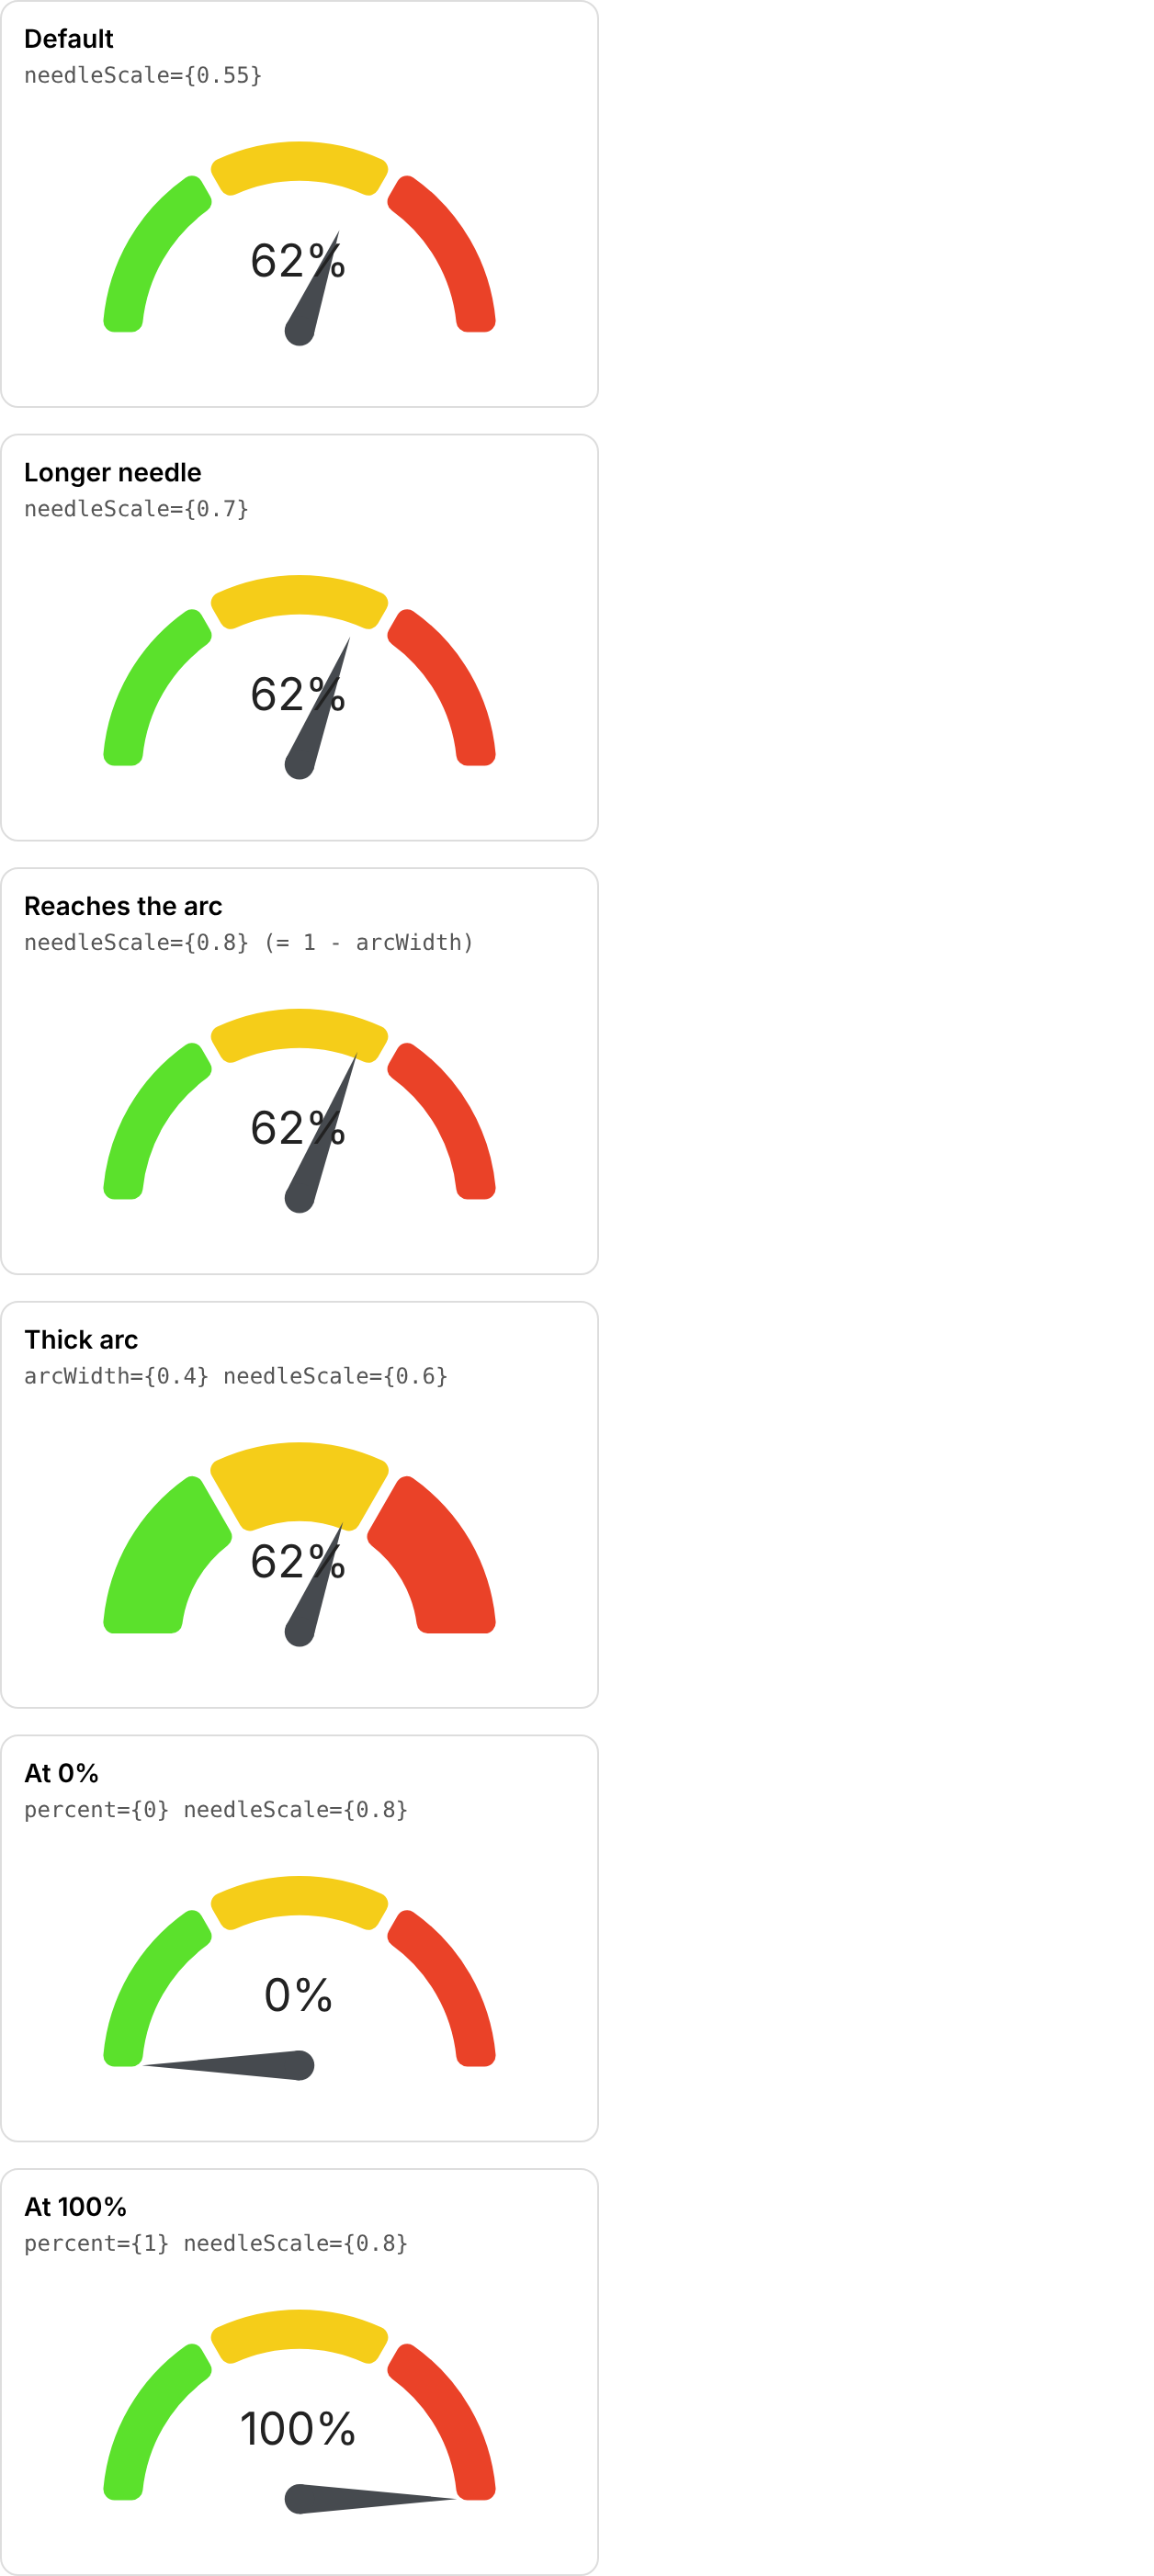 Default
needleScale={0.55}
62%
Longer needle
needleScale={0.7}
62%
Reaches the arc
needleScale={0.8} (= 1 - arcWidth)
62%
Thick arc
arcWidth={0.4} needleScale={0.6}
62%
At 0%
percent={0} needleScale={0.8}
0%
At 100%
percent={1} needleScale={0.8}
100%